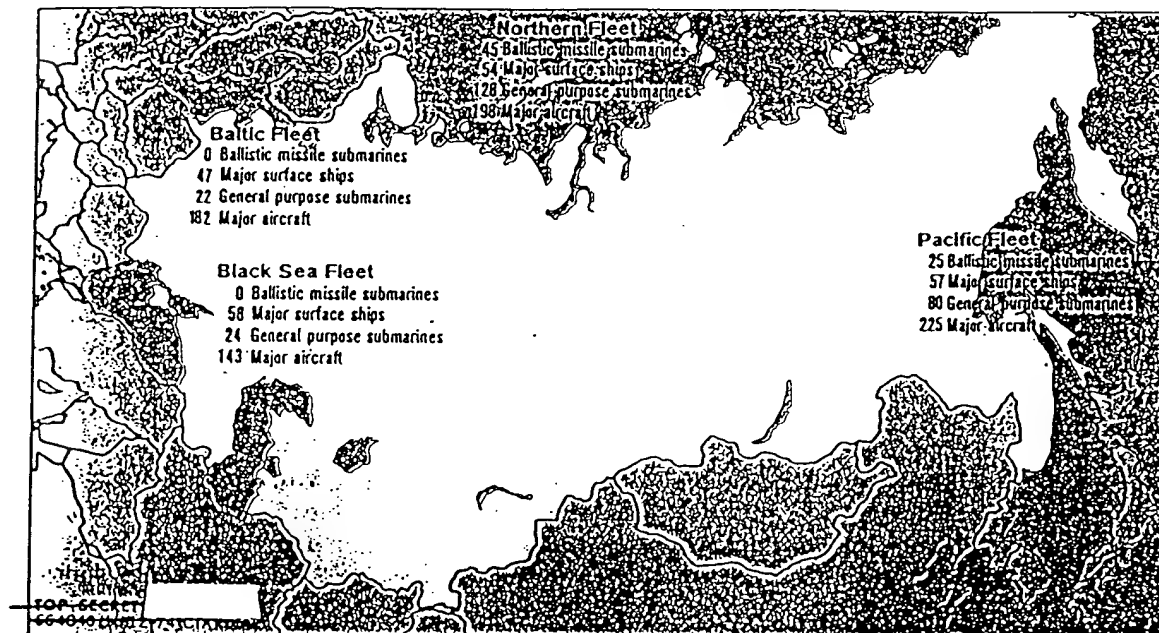 Northern Fleet
45 Ballistic missile submarines
54 Major surface ships
128 General purpose submarines
198 Major aircraft
Baltic Fleet
0 Ballistic missile submarines
47 Major surface ships
22 General purpose submarines
182 Major aircraft
Pacific Fleet
25 Ballistic missile submarines
57 Major surface ships
80 General purpose submarines
225 Major aircraft
Black Sea Fleet
0 Ballistic missile submarines
58 Major surface ships
24 General purpose submarines
143 Major aircraft
TOP SECRET